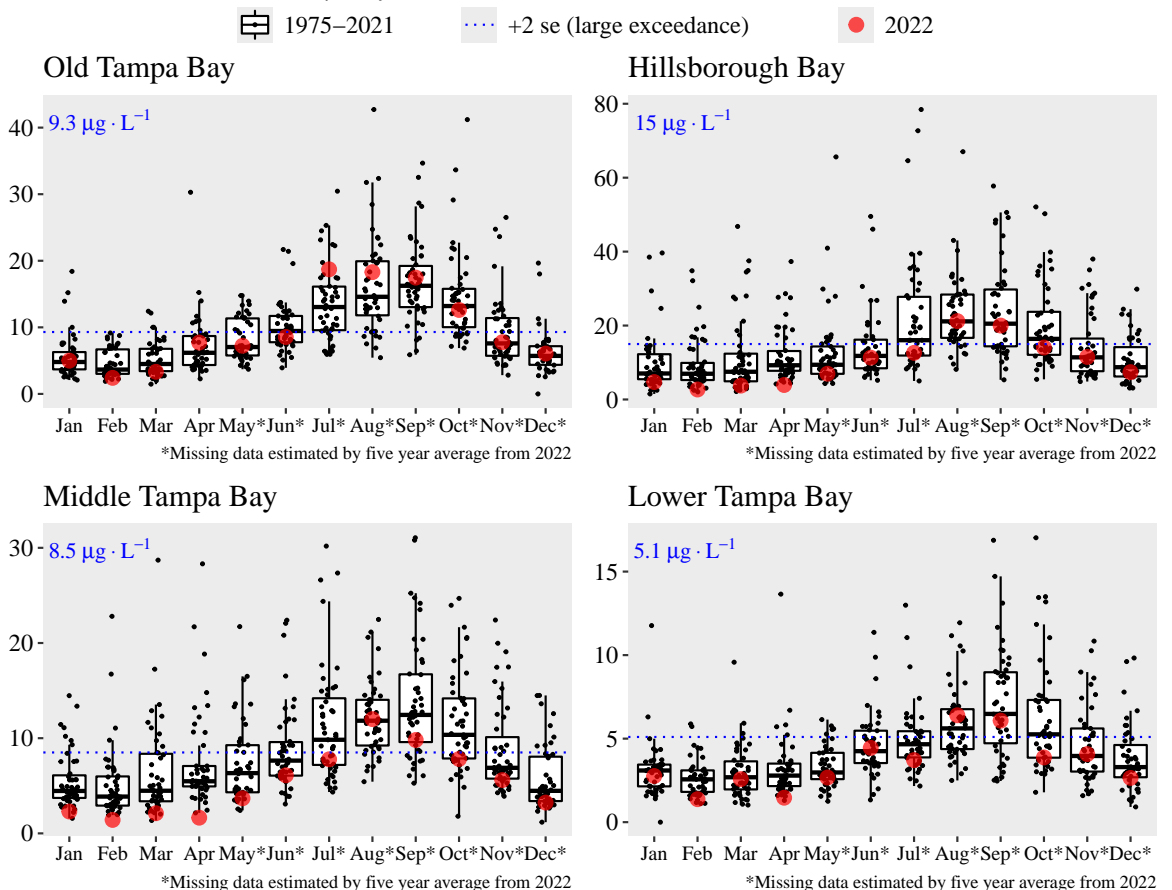 1975–2021 +2 se (large exceedance) 2022
Old Tampa Bay
9.3 μg · L⁻¹
40
30
20
10
0
Jan Feb Mar Apr May* Jun* Jul* Aug* Sep* Oct* Nov* Dec*
*Missing data estimated by five year average from 2022
Hillsborough Bay
15 μg · L⁻¹
80
60
40
20
0
Jan Feb Mar Apr May* Jun* Jul* Aug* Sep* Oct* Nov* Dec*
*Missing data estimated by five year average from 2022
Middle Tampa Bay
8.5 μg · L⁻¹
30
20
10
0
Jan Feb Mar Apr May* Jun* Jul* Aug* Sep* Oct* Nov* Dec*
*Missing data estimated by five year average from 2022
Lower Tampa Bay
5.1 μg · L⁻¹
15
10
5
0
Jan Feb Mar Apr May* Jun* Jul* Aug* Sep* Oct* Nov* Dec*
*Missing data estimated by five year average from 2022